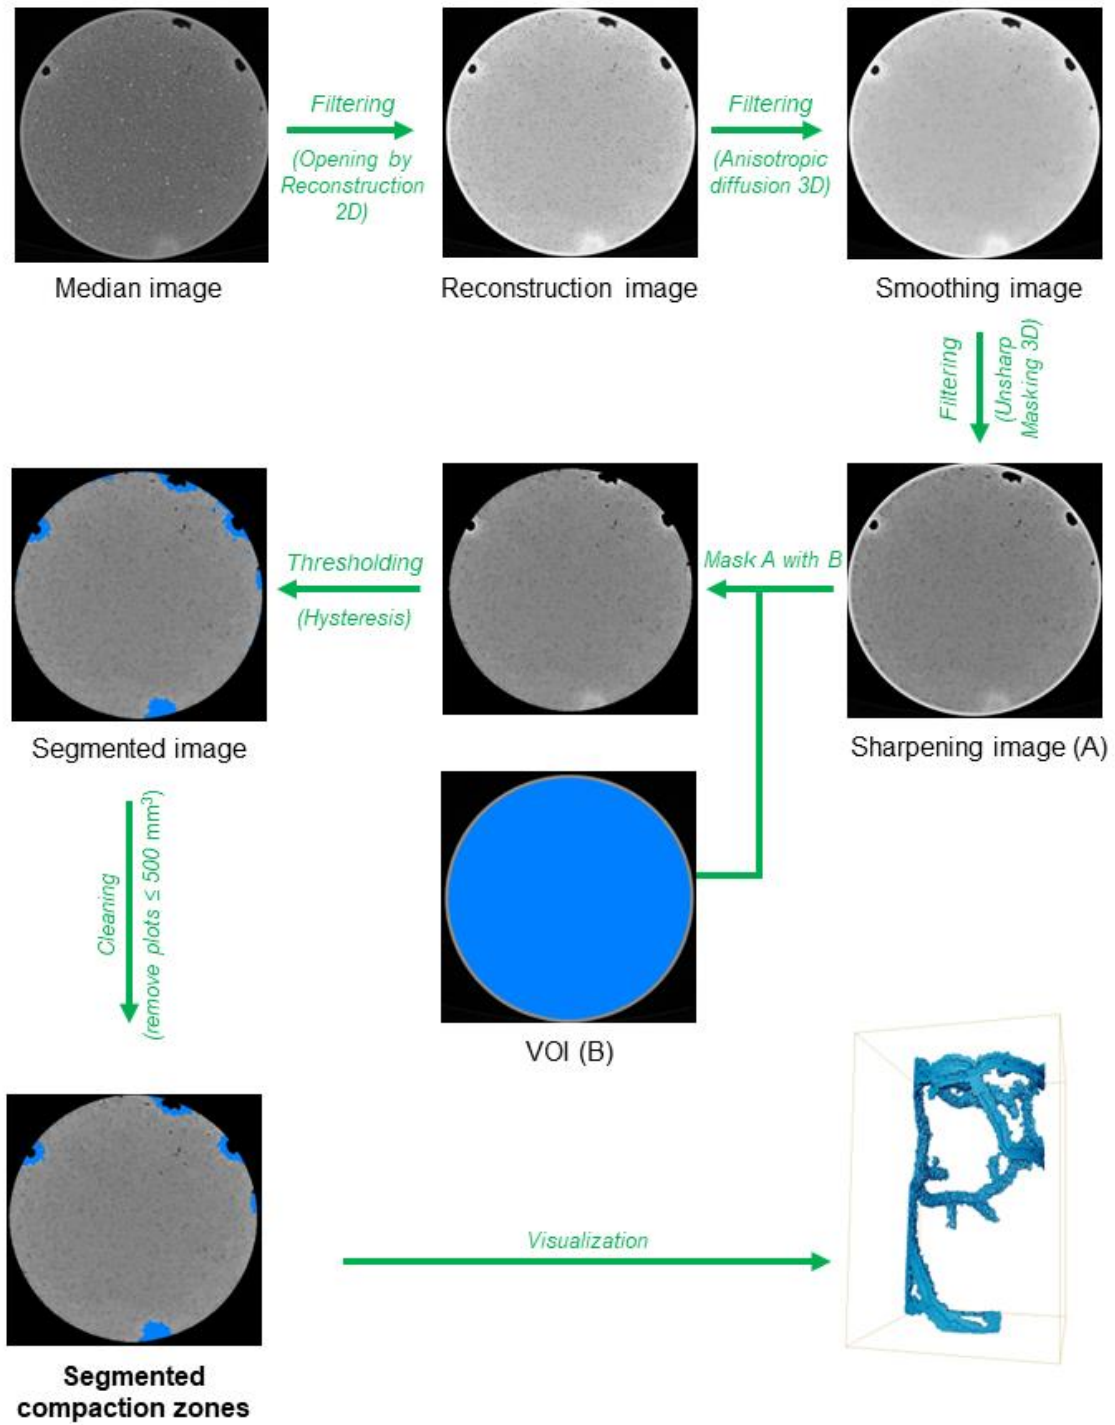 Filtering
(Opening by
Reconstruction
2D)
Filtering
(Anisotropic
diffusion 3D)
Median image
Reconstruction image
Smoothing image
Filtering
(Unsharp
Masking 3D)
Thresholding
(Hysteresis)
Mask A with B
Segmented image
Sharpening image (A)
Cleaning
(remove plots ≤ 500 mm³)
VOI (B)
Visualization
Segmented
compaction zones